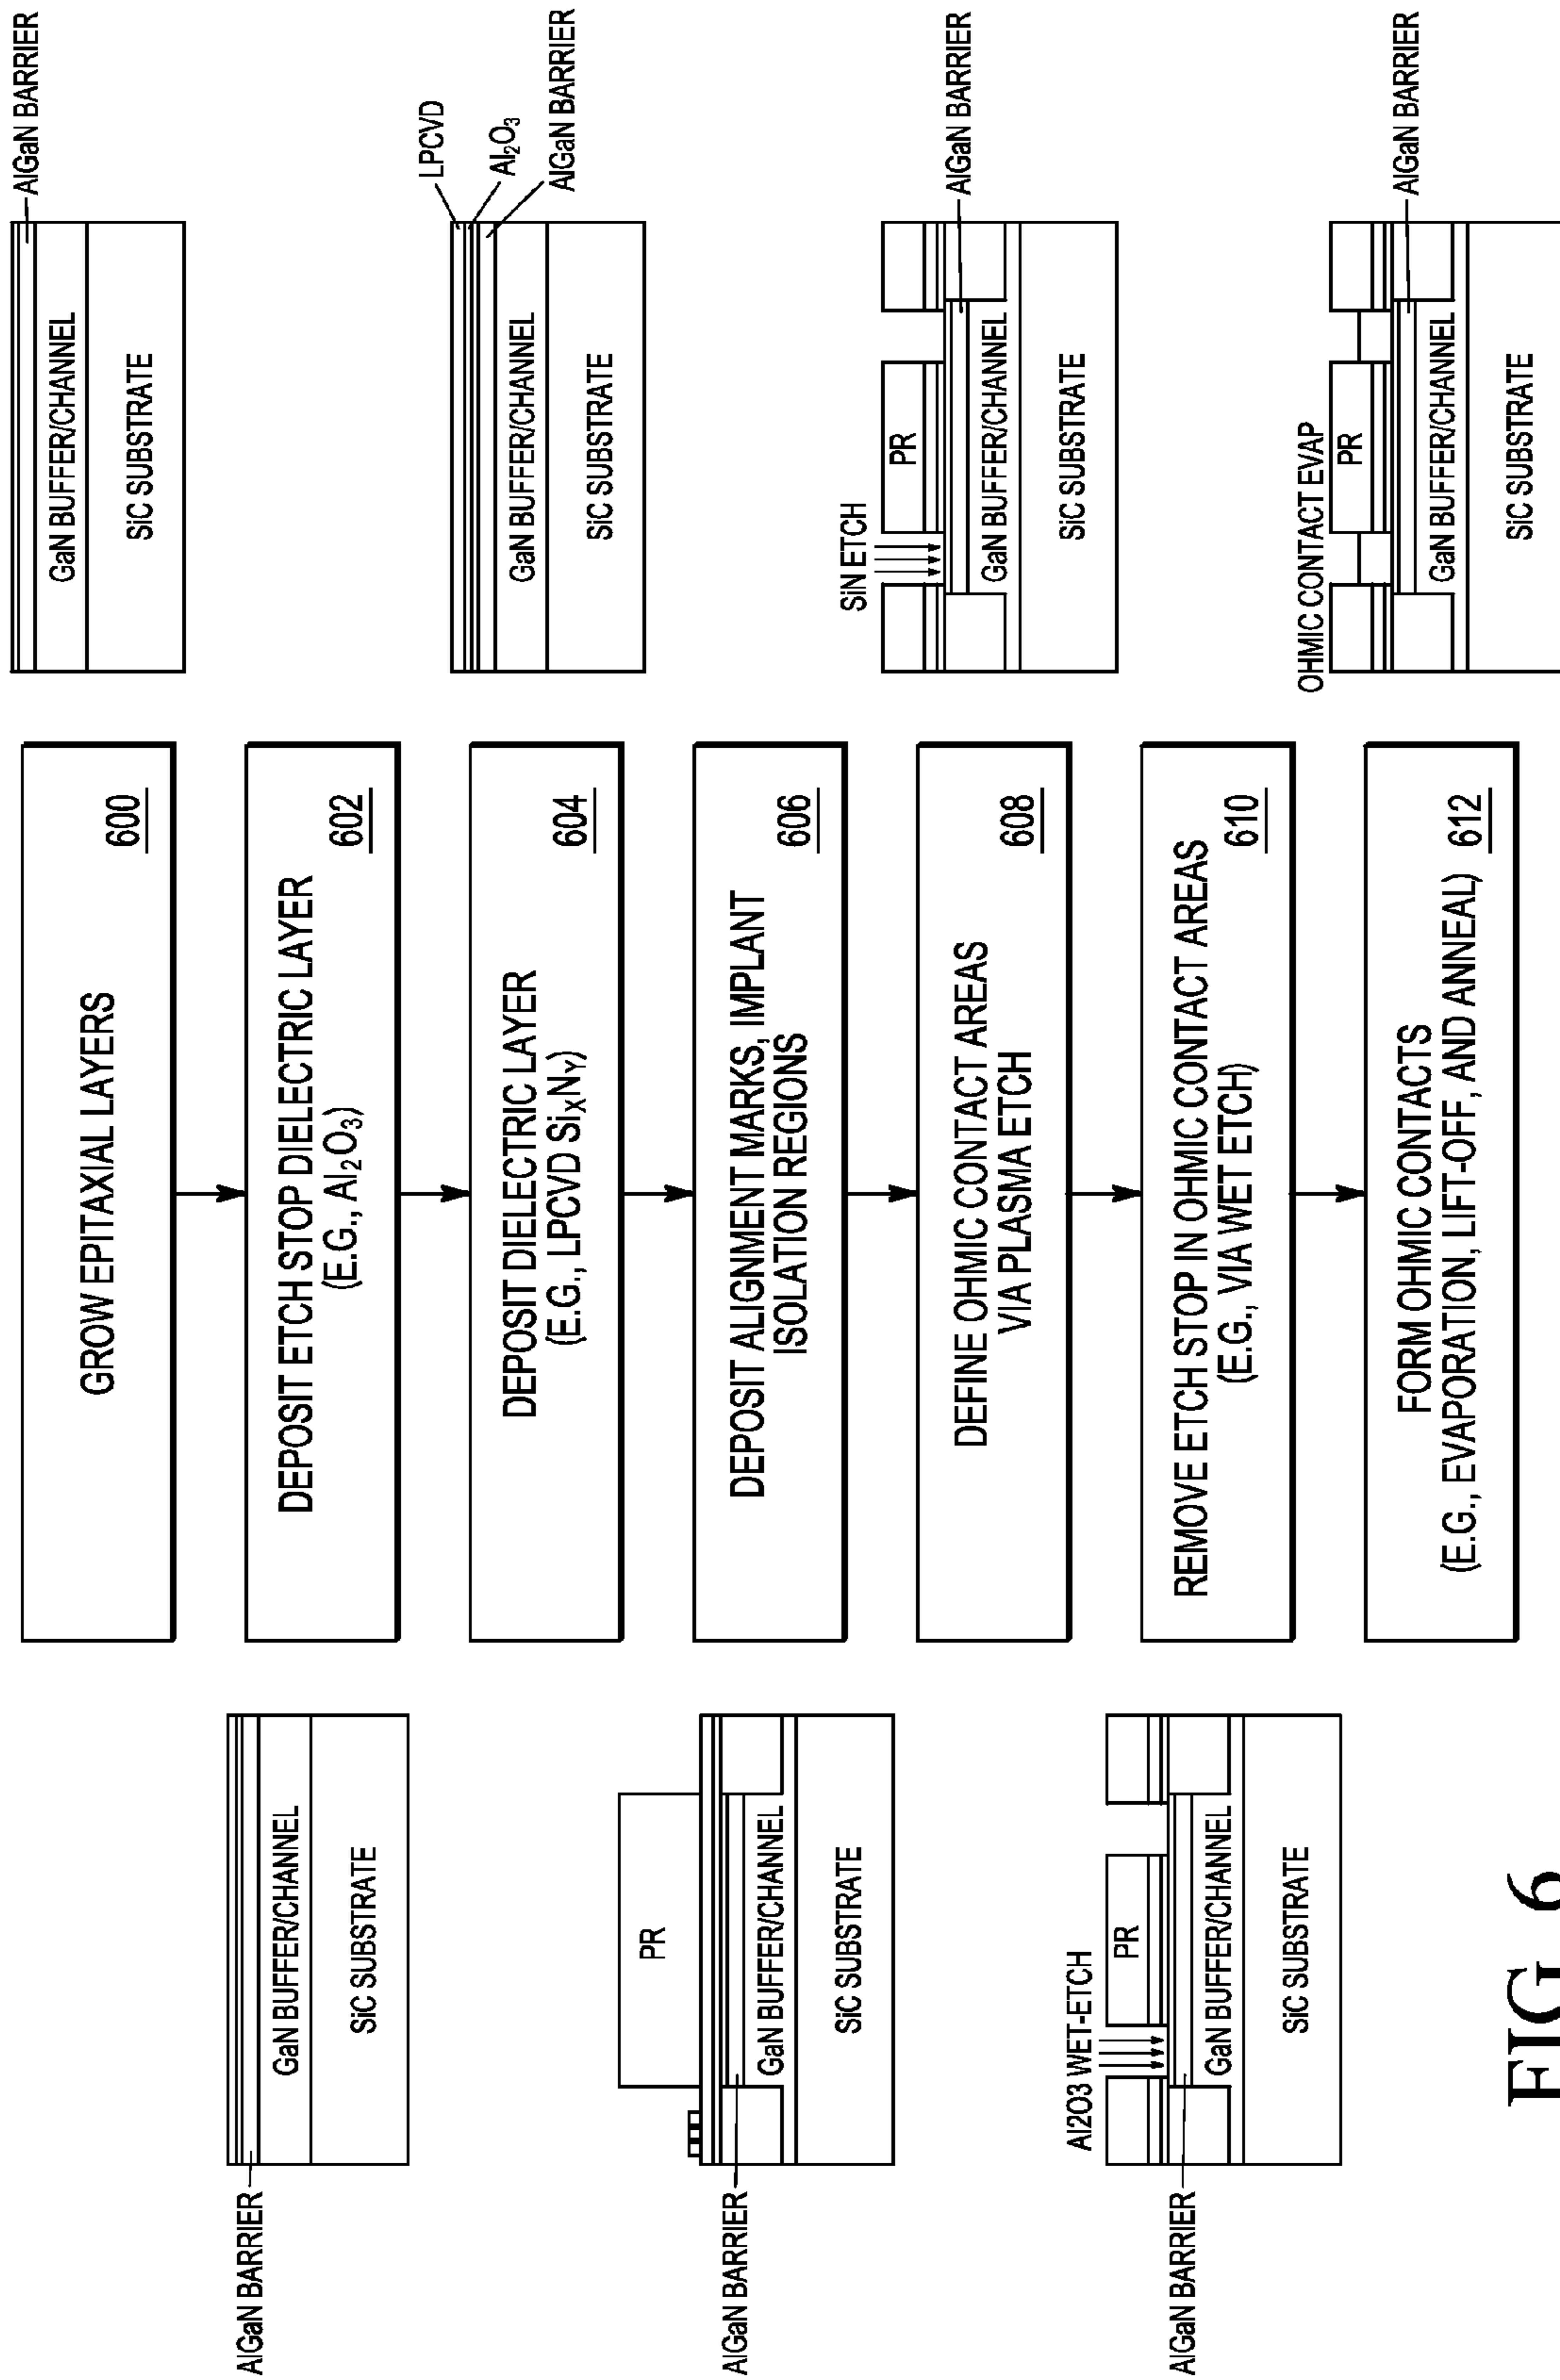 AlGaN BARRIER
GaN BUFFER/CHANNEL
SiC SUBSTRATE
LPCVD
Al₂O₃
AlGaN BARRIER
GaN BUFFER/CHANNEL
SiC SUBSTRATE
SiN ETCH
PR
AlGaN BARRIER
GaN BUFFER/CHANNEL
SiC SUBSTRATE
OHMIC CONTACT EVAP
PR
AlGaN BARRIER
GaN BUFFER/CHANNEL
SiC SUBSTRATE
GROW EPITAXIAL LAYERS
600
DEPOSIT ETCH STOP DIELECTRIC LAYER
(E.G., Al₂O₃)
602
DEPOSIT DIELECTRIC LAYER
(E.G., LPCVD SiₓNᵧ)
604
DEPOSIT ALIGNMENT MARKS, IMPLANT
ISOLATION REGIONS
606
DEFINE OHMIC CONTACT AREAS
VIA PLASMA ETCH
608
REMOVE ETCH STOP IN OHMIC CONTACT AREAS
(E.G., VIA WET ETCH)
610
FORM OHMIC CONTACTS
(E.G., EVAPORATION, LIFT-OFF, AND ANNEAL)
612
AlGaN BARRIER
GaN BUFFER/CHANNEL
SiC SUBSTRATE
PR
AlGaN BARRIER
GaN BUFFER/CHANNEL
SiC SUBSTRATE
Al2O3 WET-ETCH
PR
AlGaN BARRIER
GaN BUFFER/CHANNEL
SiC SUBSTRATE
FIG. 6